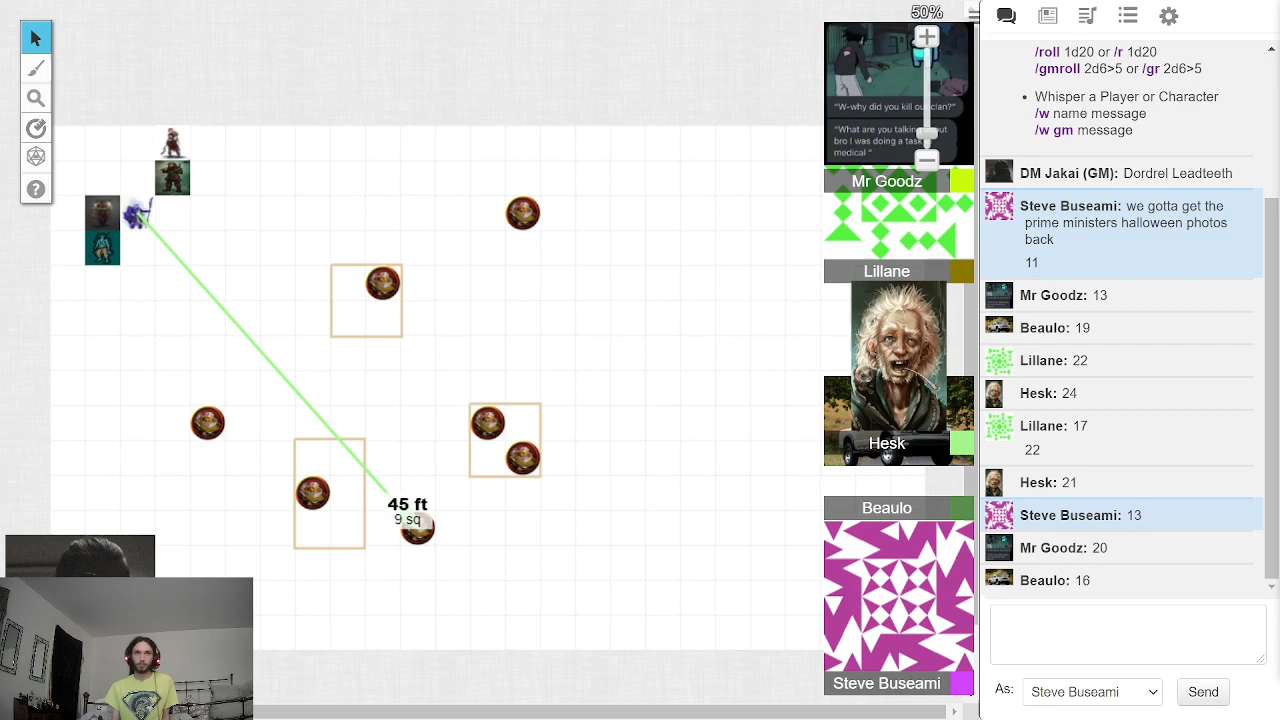 50%
"W-why did you kill our clan?"
"What are you talking about
bro I was doing a task
medical "
Mr Goodz
Lillane
Hesk
Beaulo
Steve Buseami
45 ft
9 sq
/roll 1d20 or /r 1d20
/gmroll 2d6>5 or /gr 2d6>5
• Whisper a Player or Character
/w name message
/w gm message
DM Jakai (GM): Dordrel Leadteeth
Steve Buseami: we gotta get the
prime ministers halloween photos
back
11
Mr Goodz: 13
Beaulo: 19
Lillane: 22
Hesk: 24
Lillane: 17
22
Hesk: 21
Steve Buseami: 13
Mr Goodz: 20
Beaulo: 16
As: Steve Buseami Send